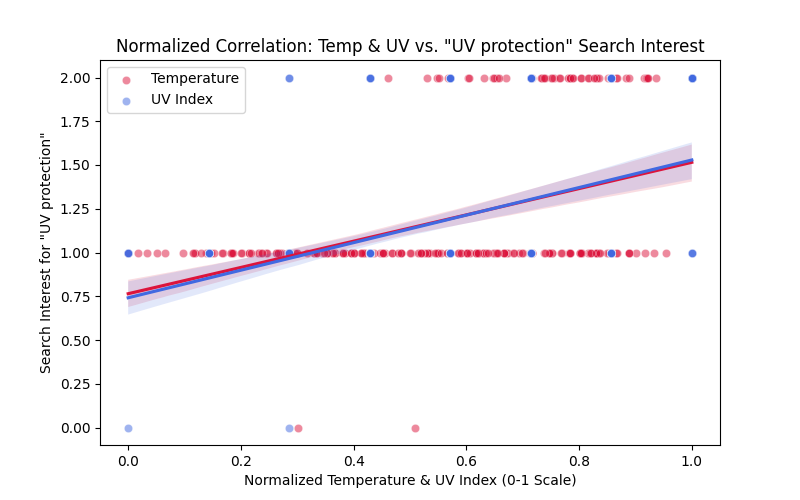 Normalized Correlation: Temp & UV vs. "UV protection" Search Interest
Temperature
UV Index
Search Interest for "UV protection"
2.00
1.75
1.50
1.25
1.00
0.75
0.50
0.25
0.00
0.0 0.2 0.4 0.6 0.8 1.0
Normalized Temperature & UV Index (0-1 Scale)